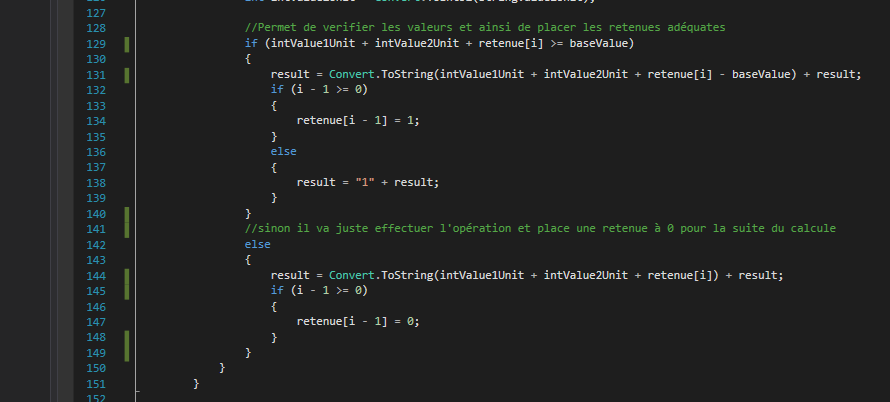 127
128 //Permet de verifier les valeurs et ainsi de placer les retenues adéquates
129 if (intValue1Unit + intValue2Unit + retenue[i] >= baseValue)
130 {
131 result = Convert.ToString(intValue1Unit + intValue2Unit + retenue[i] - baseValue) + result;
132 if (i - 1 >= 0)
133 {
134 retenue[i - 1] = 1;
135 }
136 else
137 {
138 result = "1" + result;
139 }
140 }
141 //sinon il va juste effectuer l'opération et place une retenue à 0 pour la suite du calcule
142 else
143 {
144 result = Convert.ToString(intValue1Unit + intValue2Unit + retenue[i]) + result;
145 if (i - 1 >= 0)
146 {
147 retenue[i - 1] = 0;
148 }
149 }
150 }
151 }
152